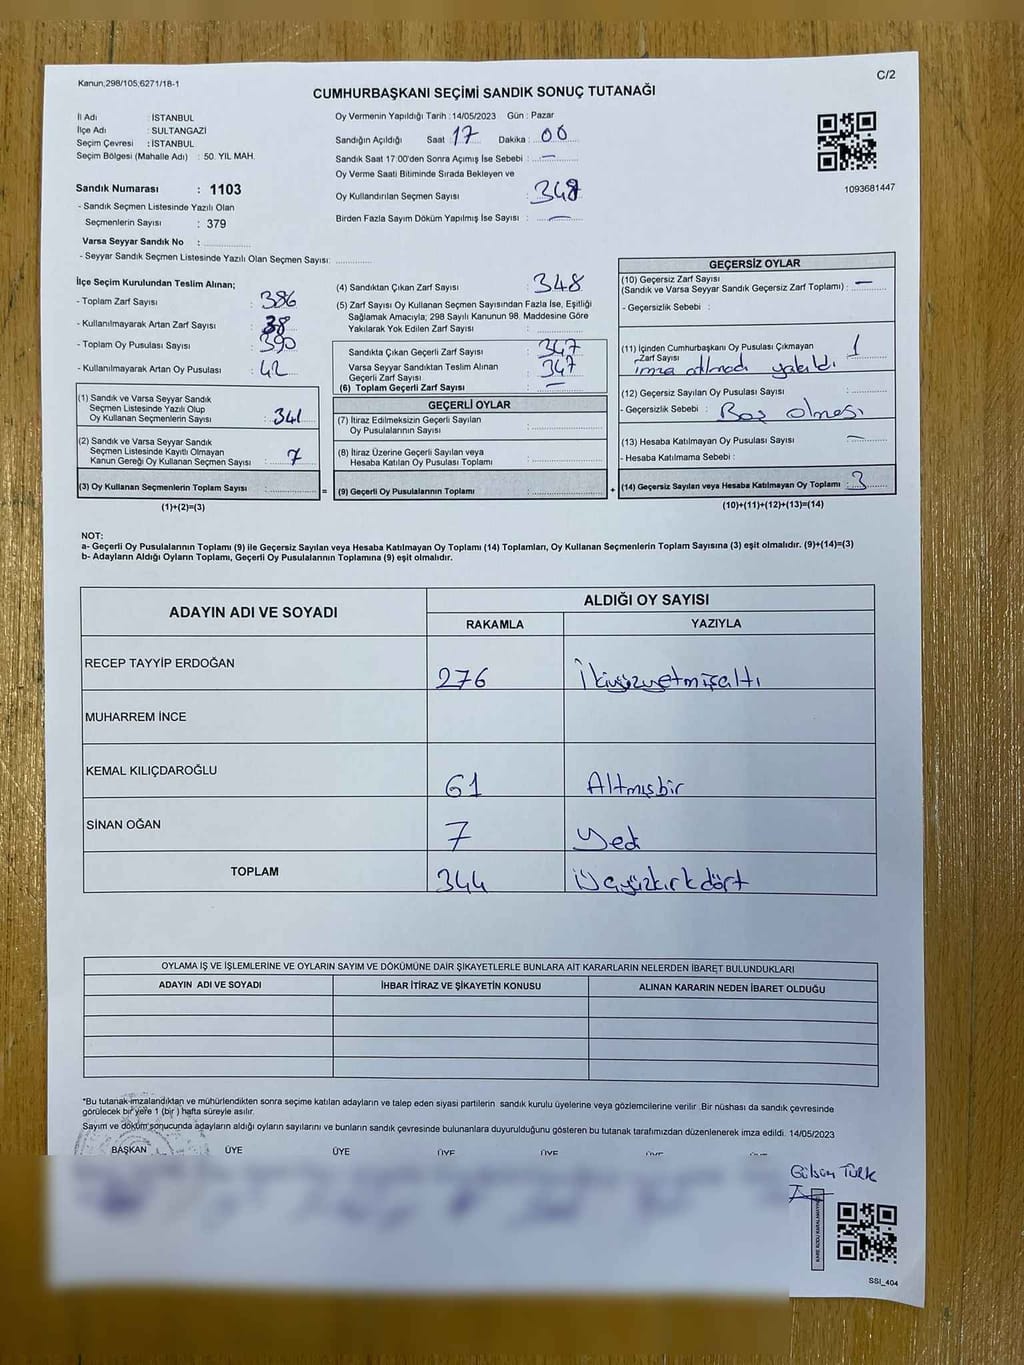 Kanun;298/105,6271/18-1
C/2
CUMHURBAŞKANI SEÇİMİ SANDIK SONUÇ TUTANAĞI
İl Adı : İSTANBUL
İlçe Adı : SULTANGAZİ
Seçim Çevresi : İSTANBUL
Seçim Bölgesi (Mahalle Adı) : 50. YIL MAH.
Sandık Numarası : 1103
- Sandık Seçmen Listesinde Yazılı Olan
Seçmenlerin Sayısı : 379
Varsa Seyyar Sandık No :
- Seyyar Sandık Seçmen Listesinde Yazılı Olan Seçmen Sayısı:
Oy Vermenin Yapıldığı Tarih : 14/05/2023 Gün : Pazar
Sandığın Açıldığı Saat : 17 Dakika : 00
Sandık Saat 17:00'den Sonra Açımış İse Sebebi : —
Oy Verme Saati Bitiminde Sırada Bekleyen ve
Oy Kullandırılan Seçmen Sayısı : 348
Birden Fazla Sayım Döküm Yapılmış İse Sayısı : —
1093681447
İlçe Seçim Kurulundan Teslim Alınan;
- Toplam Zarf Sayısı : 386
- Kullanılmayarak Artan Zarf Sayısı : 38
- Toplam Oy Pusulası Sayısı : 390
- Kullanılmayarak Artan Oy Pusulası : 42
(1) Sandık ve Varsa Seyyar Sandık
Seçmen Listesinde Yazılı Olup
Oy Kullanan Seçmenlerin Sayısı : 341
(2) Sandık ve Varsa Seyyar Sandık
Seçmen Listesinde Kayıtlı Olmayan
Kanun Gereği Oy Kullanan Seçmen Sayısı : 7
(3) Oy Kullanan Seçmenlerin Toplam Sayısı :
(1)+(2)=(3)
(4) Sandıktan Çıkan Zarf Sayısı : 348
(5) Zarf Sayısı Oy Kullanan Seçmen Sayısından Fazla İse, Eşitliği
Sağlamak Amacıyla; 298 Sayılı Kanunun 98. Maddesine Göre
Yakılarak Yok Edilen Zarf Sayısı :
Sandıkta Çıkan Geçerli Zarf Sayısı : 347
Varsa Seyyar Sandıktan Teslim Alınan
Geçerli Zarf Sayısı : 347
(6) Toplam Geçerli Zarf Sayısı : —
GEÇERLİ OYLAR
(7) İtiraz Edilmeksizin Geçerli Sayılan
Oy Pusulalarının Sayısı :
(8) İtiraz Üzerine Geçerli Sayılan veya
Hesaba Katılan Oy Pusulası Toplamı :
= (9) Geçerli Oy Pusulalarının Toplamı : +
GEÇERSİZ OYLAR
(10) Geçersiz Zarf Sayısı
(Sandık ve Varsa Seyyar Sandık Geçersiz Zarf Toplamı) : —
- Geçersizlik Sebebi :
(11) İçinden Cumhurbaşkanı Oy Pusulası Çıkmayan
Zarf Sayısı : 1
yakıldı
(12) Geçersiz Sayılan Oy Pusulası Sayısı :
- Geçersizlik Sebebi : Boş olması
(13) Hesaba Katılmayan Oy Pusulası Sayısı : —
- Hesaba Katılmama Sebebi :
(14) Geçersiz Sayılan veya Hesaba Katılmayan Oy Toplamı : 3
(10)+(11)+(12)+(13)=(14)
NOT:
a- Geçerli Oy Pusulalarının Toplamı (9) ile Geçersiz Sayılan veya Hesaba Katılmayan Oy Toplamı (14) Toplamları, Oy Kullanan Seçmenlerin Toplam Sayısına (3) eşit olmalıdır. (9)+(14)=(3)
b- Adayların Aldığı Oyların Toplamı, Geçerli Oy Pusulalarının Toplamına (9) eşit olmalıdır.
ADAYIN ADI VE SOYADI
ALDIĞI OY SAYISI
RAKAMLA YAZIYLA
RECEP TAYYİP ERDOĞAN 276 İkiyüzyetmişaltı
MUHARREM İNCE
KEMAL KILIÇDAROĞLU 61 Altmışbir
SİNAN OĞAN 7 Yedi
TOPLAM 344 Üçyüzkırkdört
OYLAMA İŞ VE İŞLEMLERİNE VE OYLARIN SAYIM VE DÖKÜMÜNE DAİR ŞİKAYETLERLE BUNLARA AİT KARARLARIN NELERDEN İBARET BULUNDUKLARI
ADAYIN ADI VE SOYADI İHBAR İTİRAZ VE ŞİKAYETİN KONUSU ALINAN KARARIN NEDEN İBARET OLDUĞU
*Bu tutanak imzalandıktan ve mühürlendikten sonra seçime katılan adayların ve talep eden siyasi partilerin sandık kurulu üyelerine veya gözlemcilerine verilir. Bir nüshası da sandık çevresinde
görülecek bir yere 1 (bir ) hafta süreyle asılır.
Sayım ve döküm sonucunda adayların aldığı oyların sayılarını ve bunların sandık çevresinde bulunanlara duyurulduğunu gösteren bu tutanak tarafımızdan düzenlenerek imza edildi. 14/05/2023
BAŞKAN ÜYE ÜYE ÜYE ÜYE ÜYE ÜYE
Gülsüm Türk
SSI_404